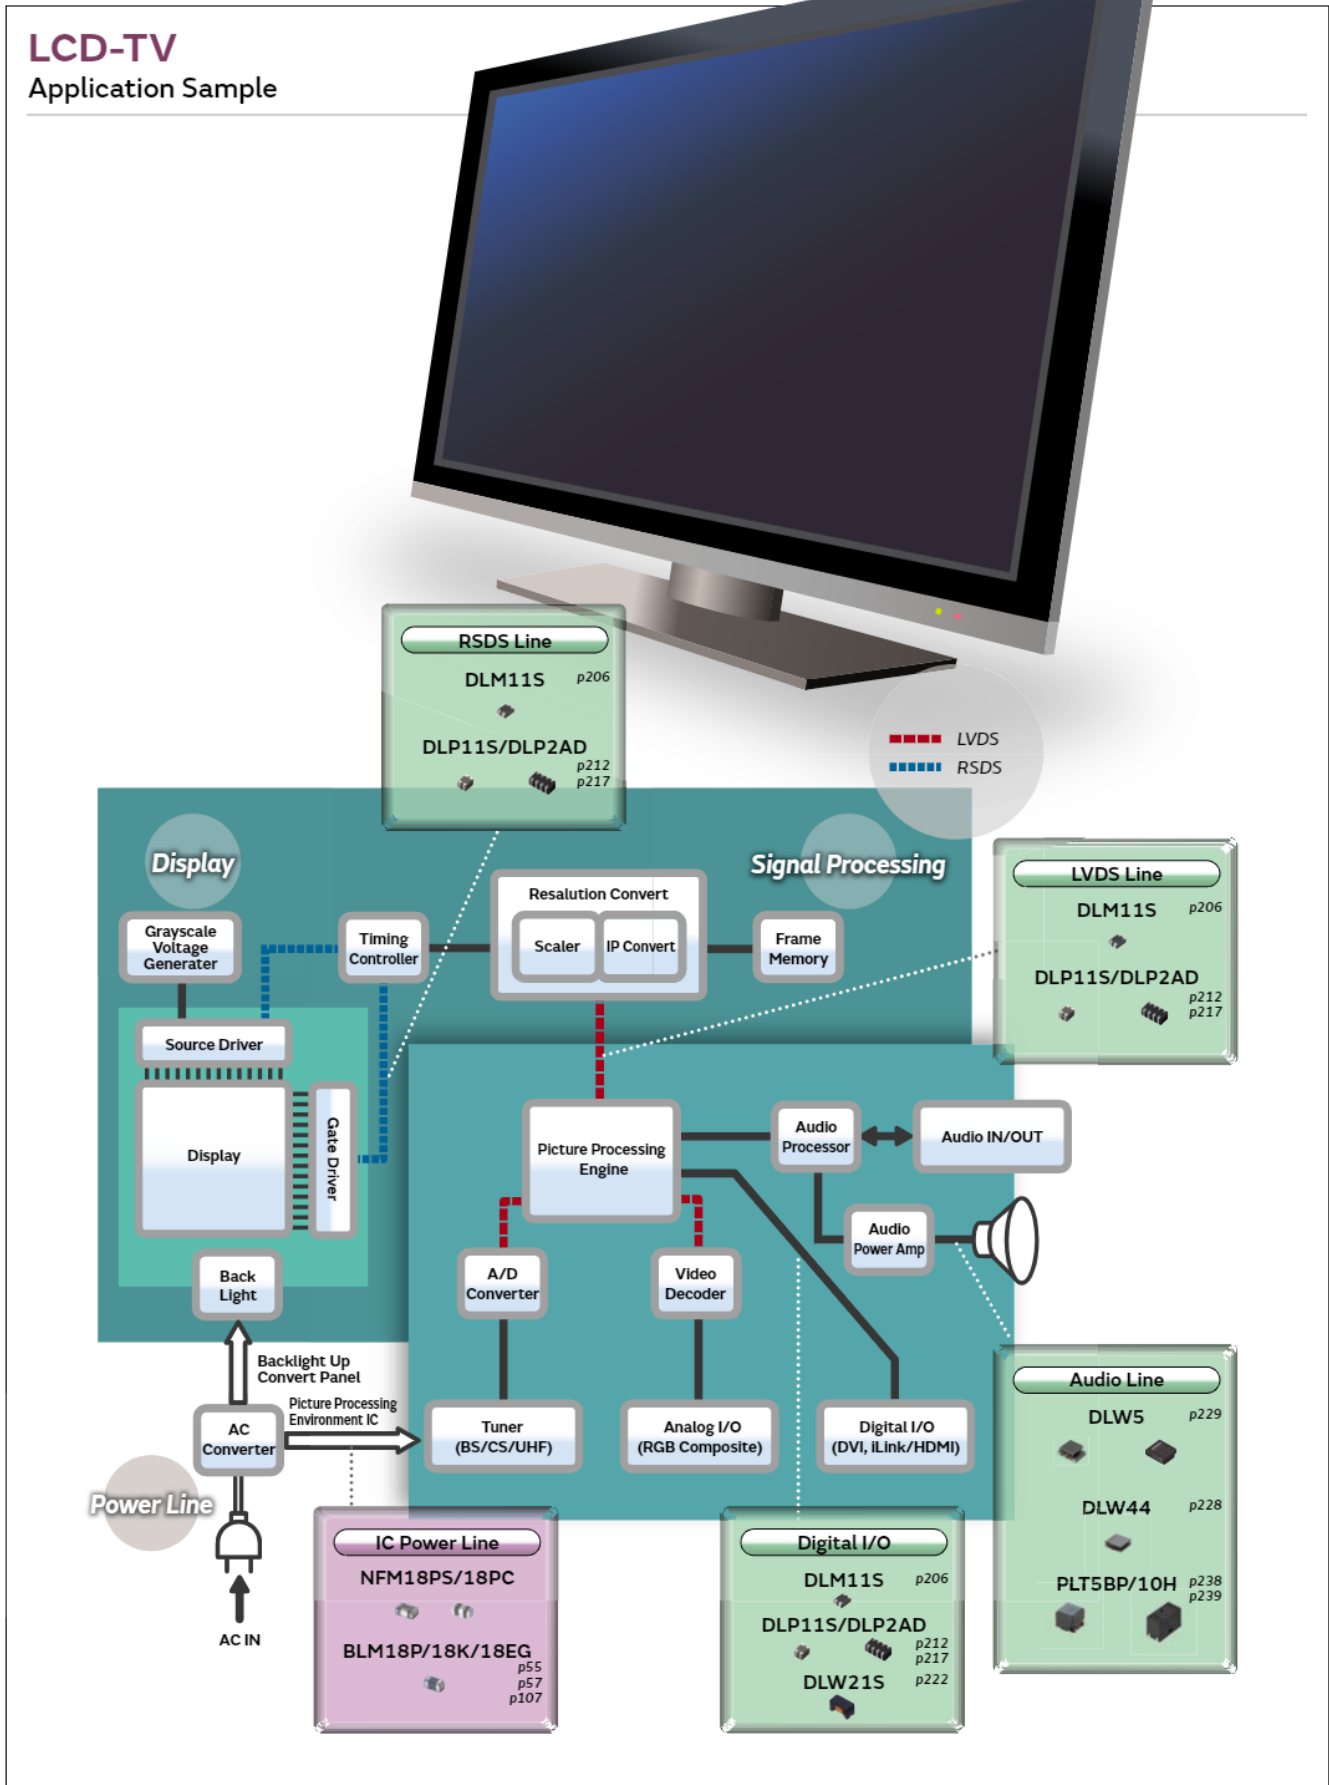 LCD-TV
Application Sample
RSDS Line
DLM11S p206
DLP11S/DLP2AD
p212
p217
LVDS
RSDS
Display
Signal Processing
LVDS Line
DLM11S p206
DLP11S/DLP2AD
p212
p217
Resalution Convert
Scaler
IP Convert
Grayscale
Voltage
Generater
Timing
Controller
Frame
Memory
Source Driver
Display
Gate Driver
Back
Light
Picture Processing
Engine
Audio
Processor
Audio IN/OUT
Audio
Power Amp
A/D
Converter
Video
Decoder
Backlight Up
Convert Panel
Picture Processing
Environment IC
AC
Converter
Tuner
(BS/CS/UHF)
Analog I/O
(RGB Composite)
Digital I/O
(DVI, iLink/HDMI)
Power Line
AC IN
IC Power Line
NFM18PS/18PC
BLM18P/18K/18EG
p55
p57
p107
Digital I/O
DLM11S p206
DLP11S/DLP2AD
p212
p217
DLW21S p222
Audio Line
DLW5 p229
DLW44 p228
PLT5BP/10H p238
p239